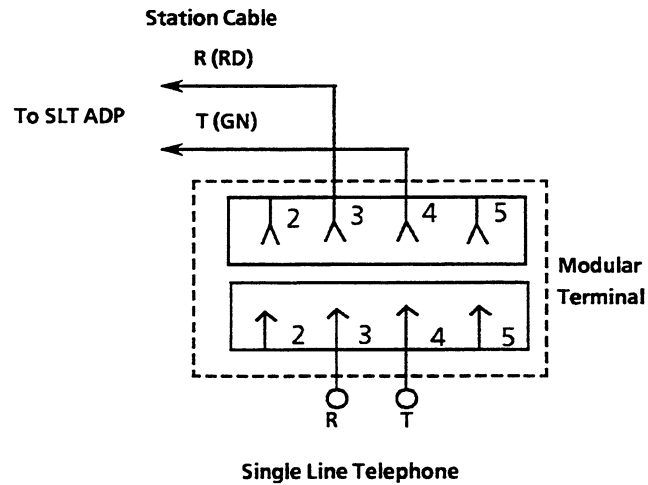 Station Cable
R (RD)
To SLT ADP
T (GN)
2 3 4 5
Modular
Terminal
2 3 4 5
R T
Single Line Telephone